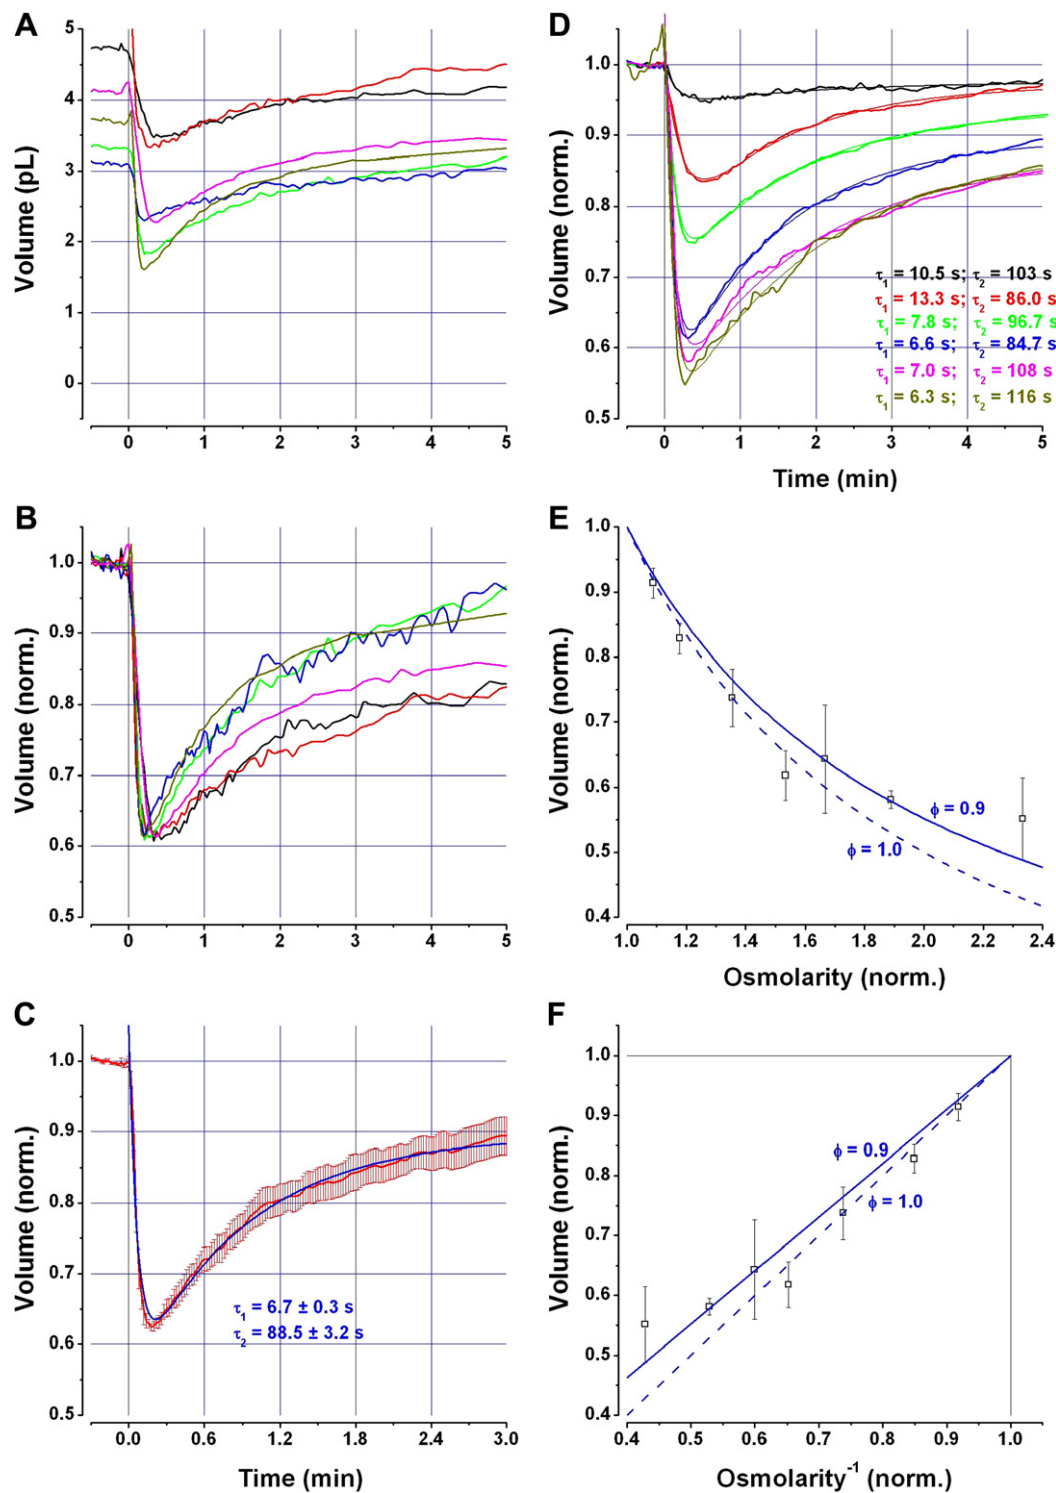 A
Volume (pL)
5
4
3
2
1
0
0 1 2 3 4 5
D
Volume (norm.)
1.0
0.9
0.8
0.7
0.6
0.5
τ1 = 10.5 s; τ2 = 103 s
τ1 = 13.3 s; τ2 = 86.0 s
τ1 = 7.8 s; τ2 = 96.7 s
τ1 = 6.6 s; τ2 = 84.7 s
τ1 = 7.0 s; τ2 = 108 s
τ1 = 6.3 s; τ2 = 116 s
0 1 2 3 4 5
Time (min)
B
Volume (norm.)
1.0
0.9
0.8
0.7
0.6
0.5
0 1 2 3 4 5
E
Volume (norm.)
1.0
0.9
0.8
0.7
0.6
0.5
0.4
ϕ = 0.9
ϕ = 1.0
1.0 1.2 1.4 1.6 1.8 2.0 2.2 2.4
Osmolarity (norm.)
C
Volume (norm.)
1.0
0.9
0.8
0.7
0.6
0.5
τ1 = 6.7 ± 0.3 s
τ2 = 88.5 ± 3.2 s
0.0 0.6 1.2 1.8 2.4 3.0
Time (min)
F
Volume (norm.)
1.0
0.9
0.8
0.7
0.6
0.5
0.4
ϕ = 0.9
ϕ = 1.0
0.4 0.5 0.6 0.7 0.8 0.9 1.0
Osmolarity-1 (norm.)